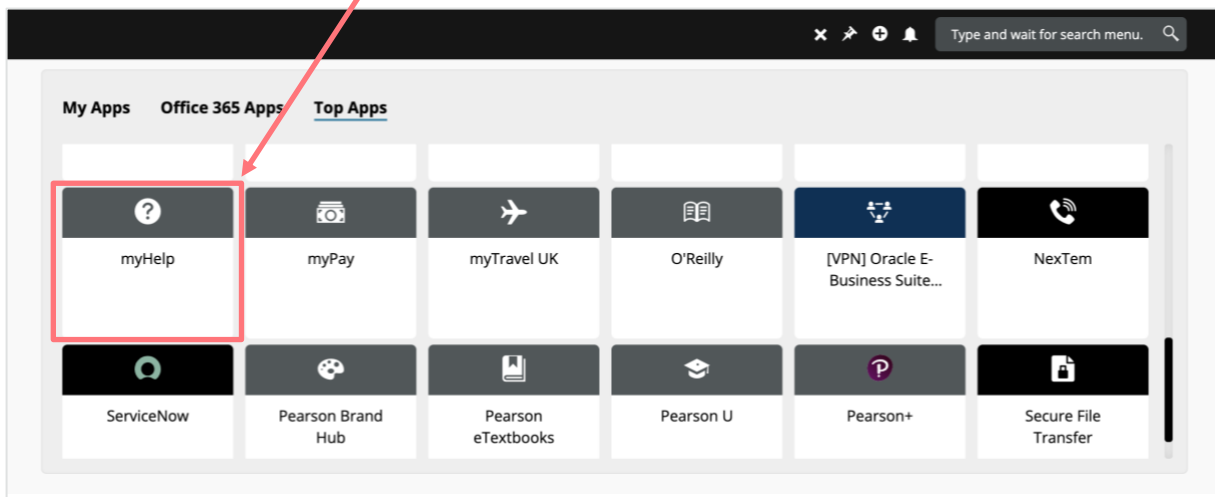 Type and wait for search menu.
My Apps Office 365 Apps Top Apps
myHelp myPay myTravel UK O'Reilly [VPN] Oracle E- NexTem
Business Suite...
ServiceNow Pearson Brand Pearson Pearson U Pearson+ Secure File
Hub eTextbooks Transfer